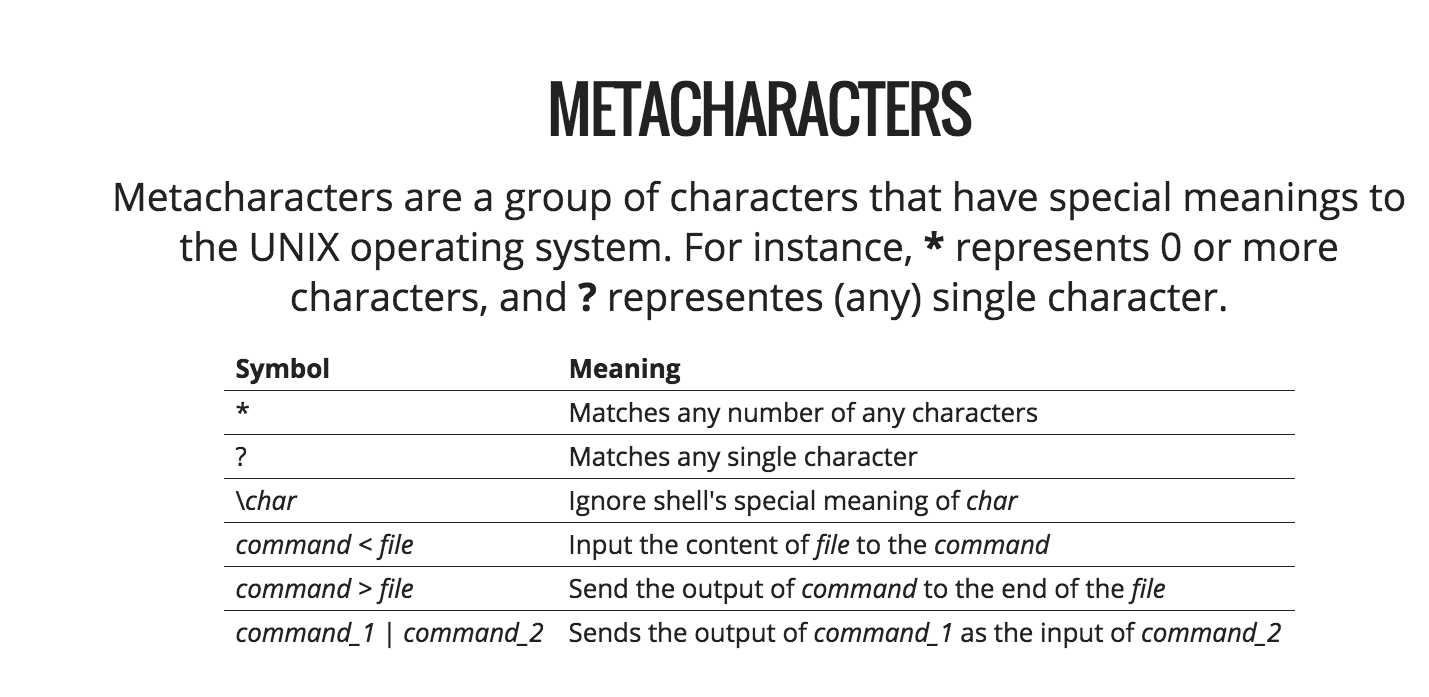 METACHARACTERS
Metacharacters are a group of characters that have special meanings to
the UNIX operating system. For instance, * represents 0 or more
characters, and ? representes (any) single character.
Symbol Meaning
* Matches any number of any characters
? Matches any single character
\char Ignore shell's special meaning of char
command < file Input the content of file to the command
command > file Send the output of command to the end of the file
command_1 | command_2 Sends the output of command_1 as the input of command_2